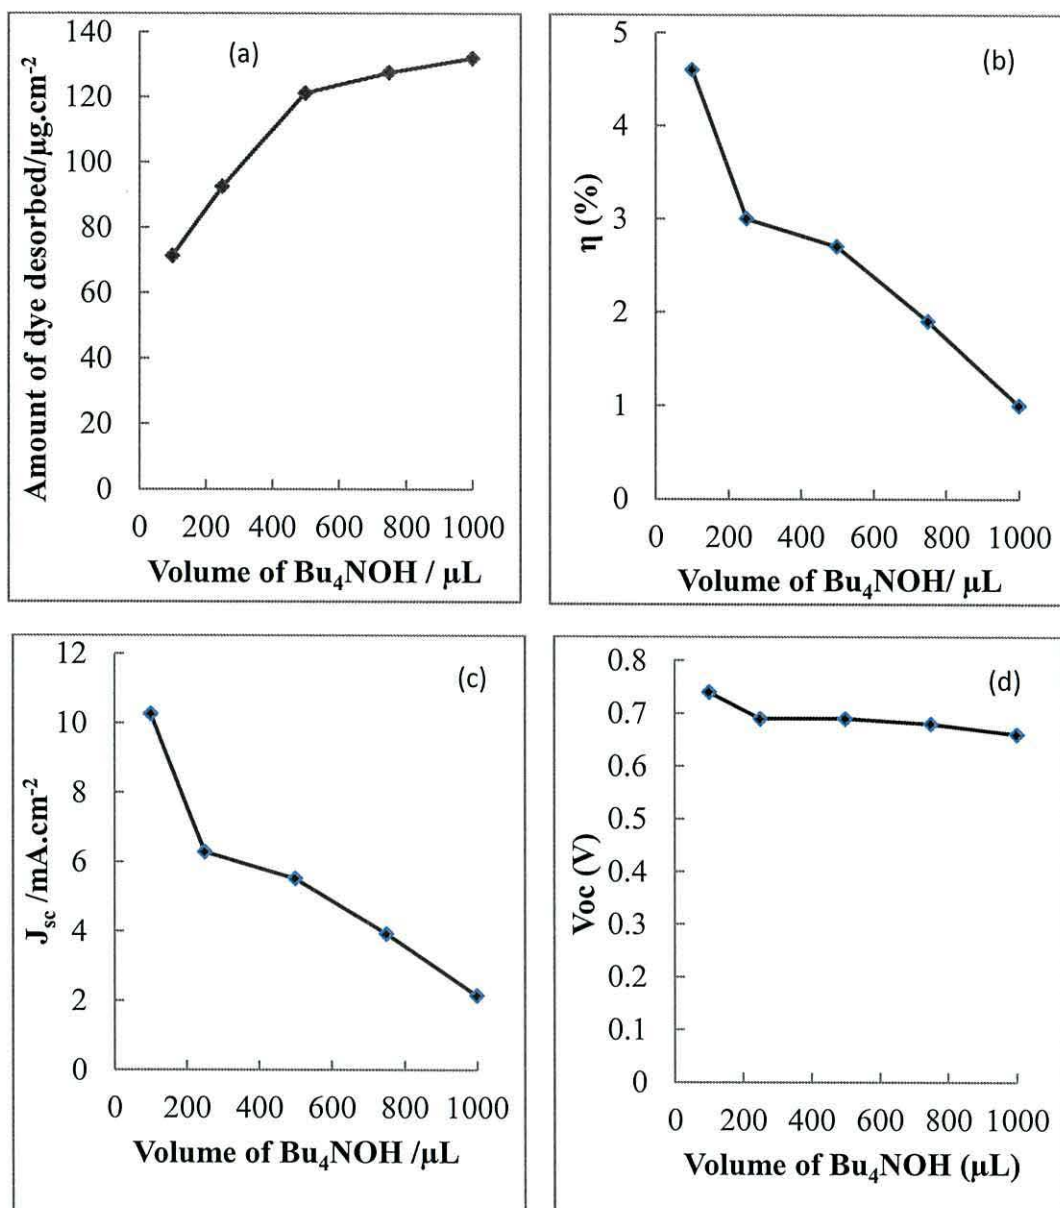 (a)
Amount of dye desorbed/µg.cm⁻²
140
120
100
80
60
40
20
0
0 200 400 600 800 1000
Volume of Bu₄NOH / µL
(b)
η (%)
5
4
3
2
1
0
0 200 400 600 800 1000
Volume of Bu₄NOH/ µL
(c)
J_sc /mA.cm⁻²
12
10
8
6
4
2
0
0 200 400 600 800 1000
Volume of Bu₄NOH /µL
(d)
Voc (V)
0.8
0.7
0.6
0.5
0.4
0.3
0.2
0.1
0
0 200 400 600 800 1000
Volume of Bu₄NOH (µL)